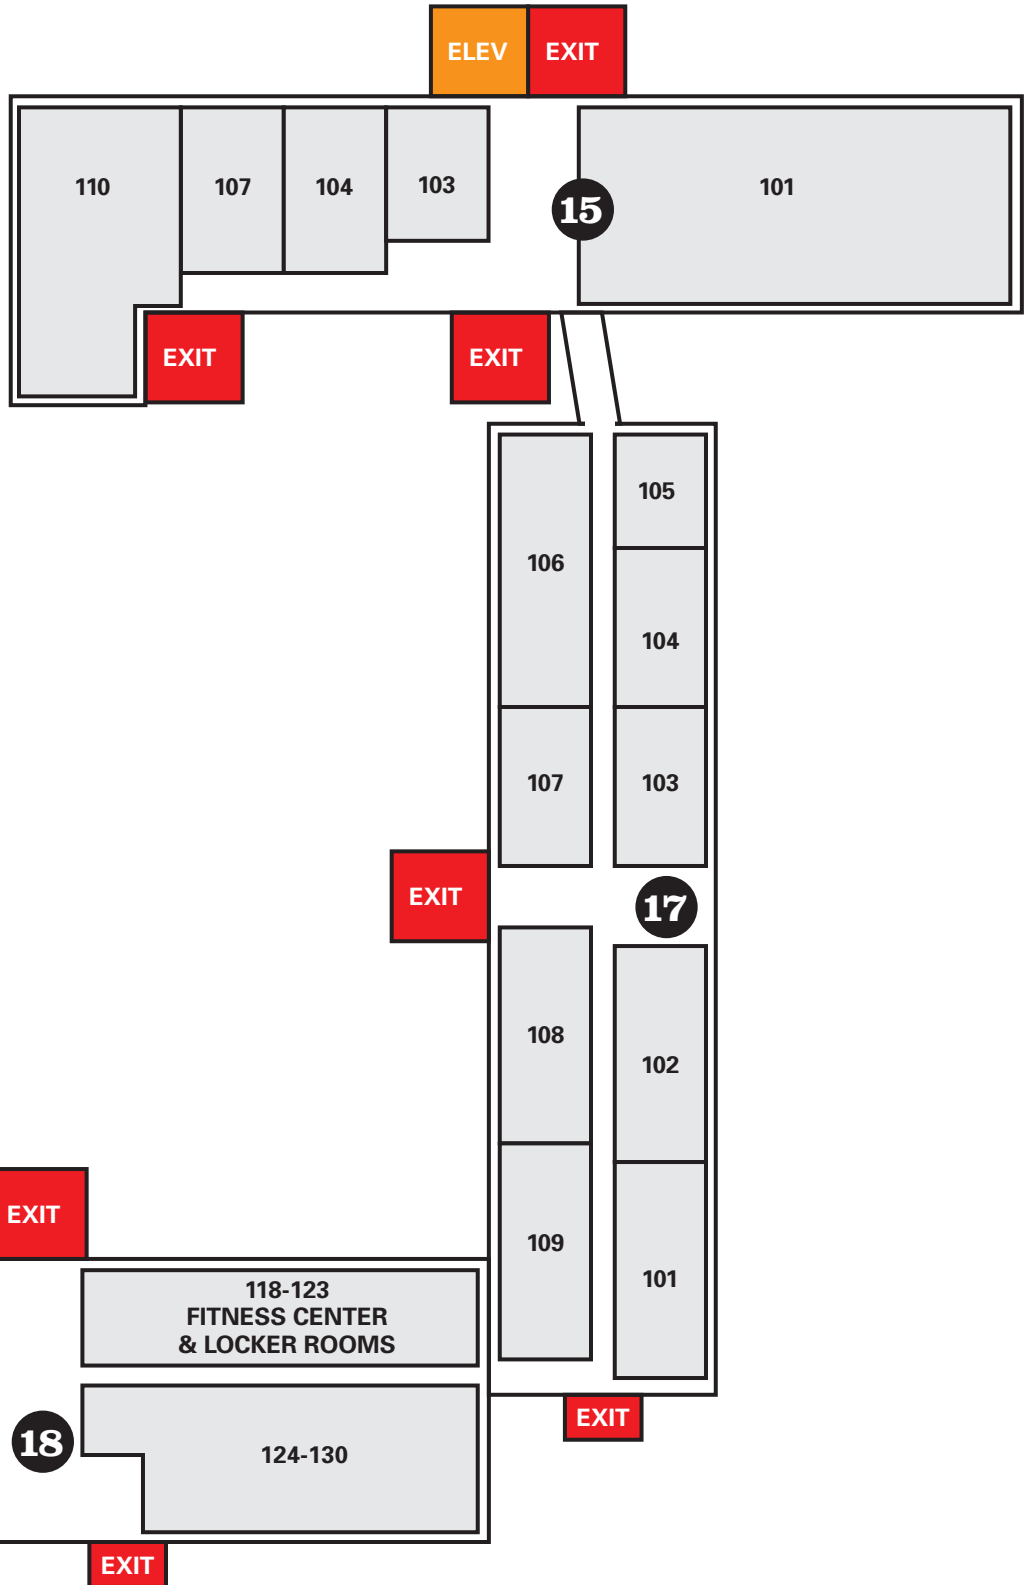 ELEV
EXIT
110
107
104
103
15
101
EXIT
EXIT
105
106
104
107
103
EXIT
17
108
102
EXIT
109
101
118-123
FITNESS CENTER
& LOCKER ROOMS
EXIT
18
124-130
EXIT